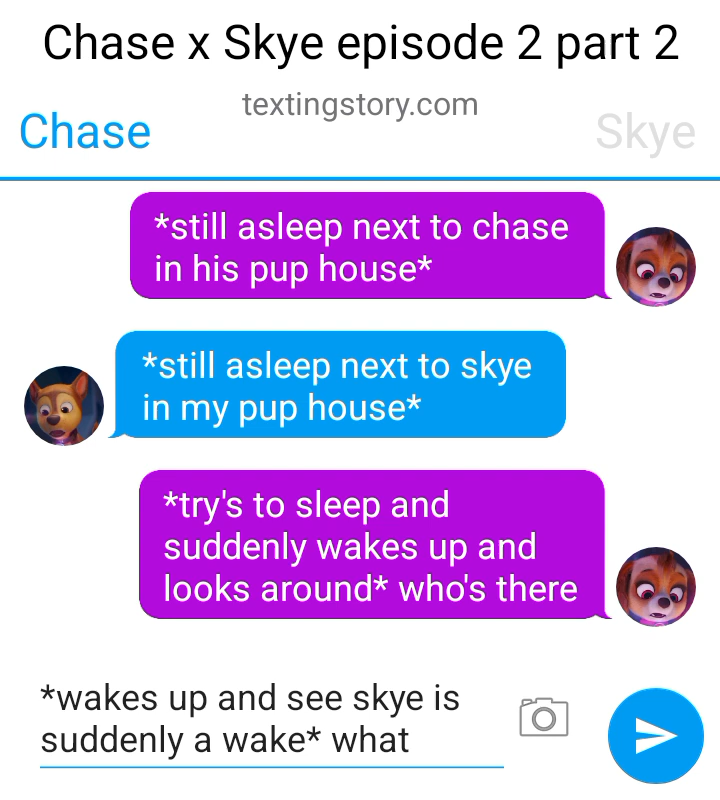 Chase x Skye episode 2 part 2
textingstory.com
Chase
Skye
*still asleep next to chase
in his pup house*
*still asleep next to skye
in my pup house*
*try's to sleep and
suddenly wakes up and
looks around* who's there
*wakes up and see skye is
suddenly a wake* what